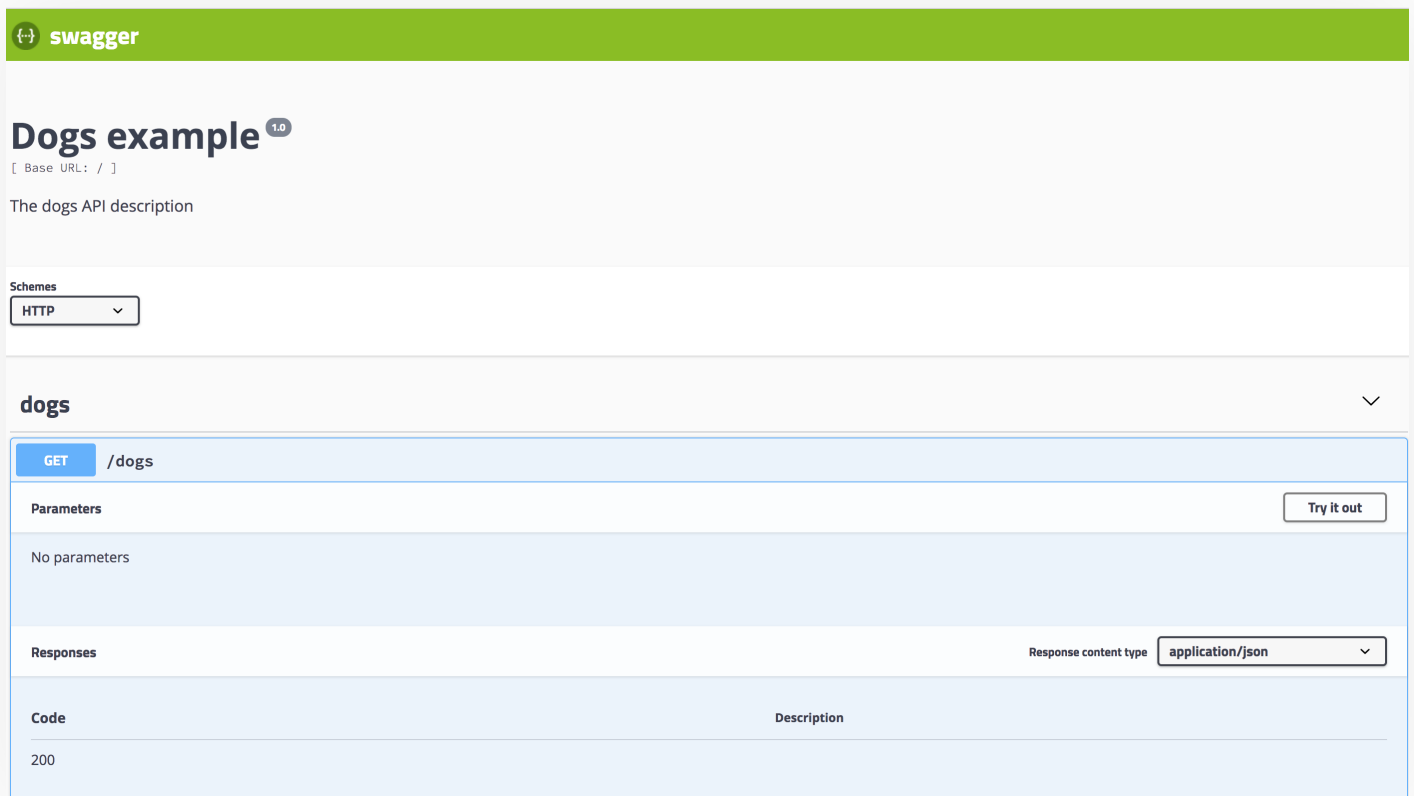 {··} swagger
Dogs example 1.0
[ Base URL: / ]
The dogs API description
Schemes
HTTP
dogs
GET /dogs
Parameters Try it out
No parameters
Responses Response content type application/json
Code Description
200